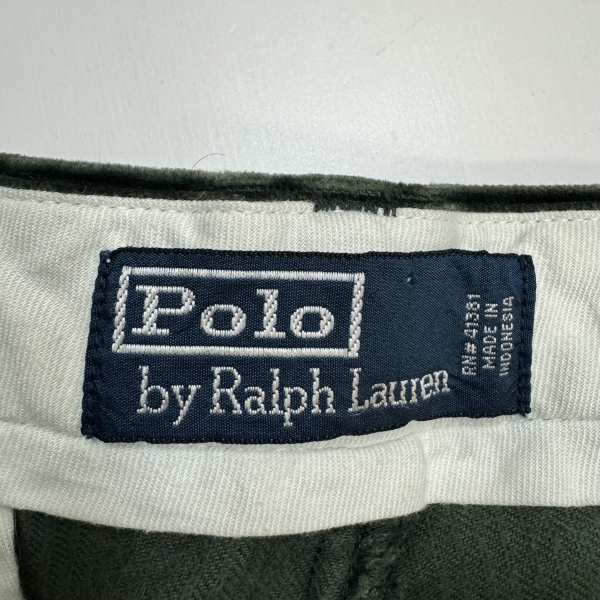 Polo
by Ralph Lauren
RN# 41381
MADE IN
INDONESIA